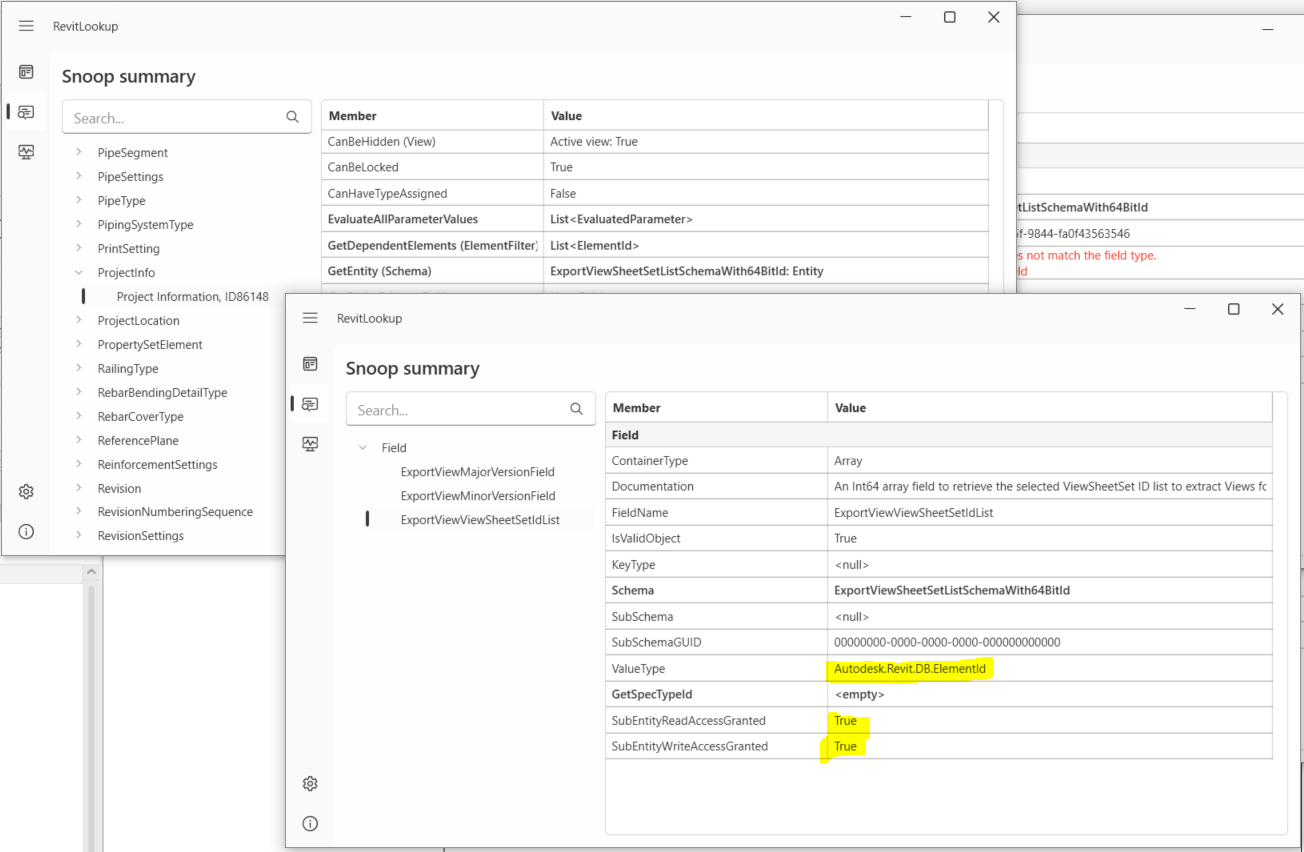 RevitLookup
Snoop summary
Search...
PipeSegment
PipeSettings
PipeType
PipingSystemType
PrintSetting
ProjectInfo
Project Information, ID86148
ProjectLocation
PropertySetElement
RailingType
RebarBendingDetailType
RebarCoverType
ReferencePlane
ReinforcementSettings
Revision
RevisionNumberingSequence
RevisionSettings
Member Value
CanBeHidden (View) Active view: True
CanBeLocked True
CanHaveTypeAssigned False
EvaluateAllParameterValues List<EvaluatedParameter>
GetDependentElements (ElementFilter) List<ElementId>
GetEntity (Schema) ExportViewSheetSetListSchemaWith64BitId: Entity
tListSchemaWith64BitId
5f-9844-fa0f43563546
s not match the field type.
ld
RevitLookup
Snoop summary
Search...
Field
ExportViewMajorVersionField
ExportViewMinorVersionField
ExportViewViewSheetSetIdList
Member Value
Field
ContainerType Array
Documentation An Int64 array field to retrieve the selected ViewSheetSet ID list to extract Views fo
FieldName ExportViewViewSheetSetIdList
IsValidObject True
KeyType <null>
Schema ExportViewSheetSetListSchemaWith64BitId
SubSchema <null>
SubSchemaGUID 00000000-0000-0000-0000-000000000000
ValueType Autodesk.Revit.DB.ElementId
GetSpecTypeId <empty>
SubEntityReadAccessGranted True
SubEntityWriteAccessGranted True